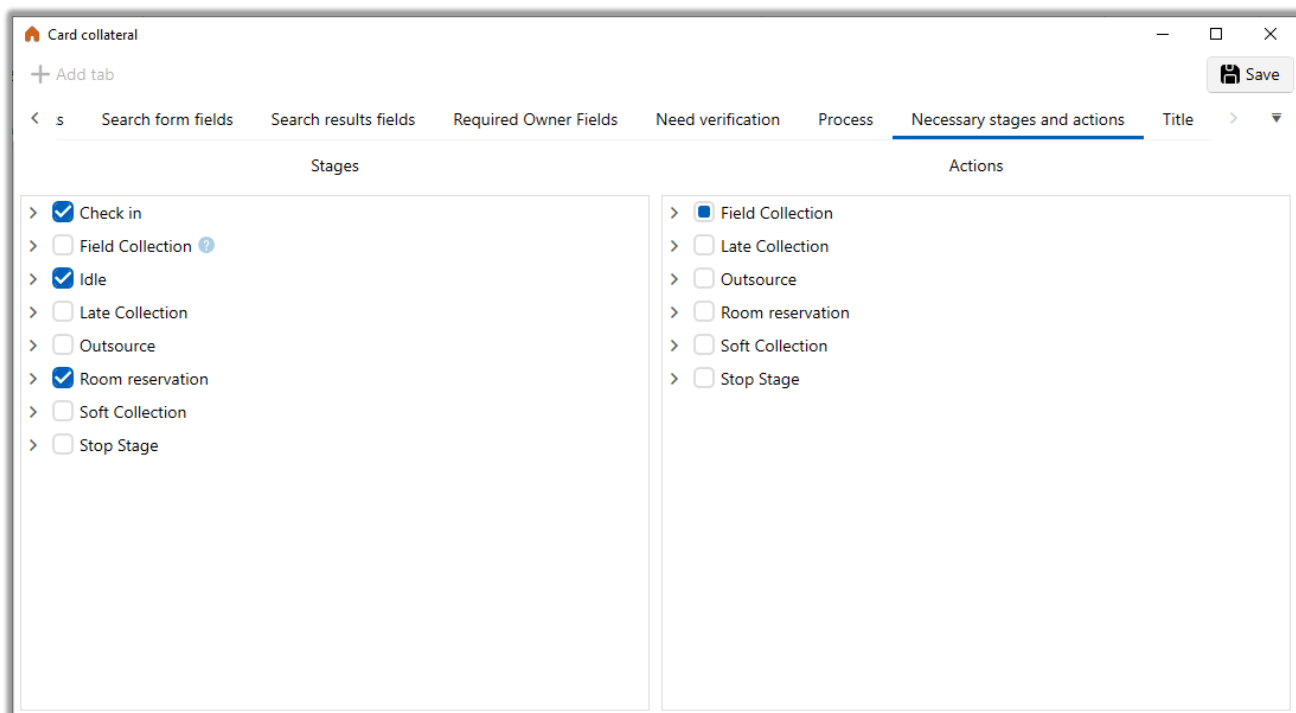 Card collateral
Add tab
Save
s Search form fields Search results fields Required Owner Fields Need verification Process Necessary stages and actions Title
Stages
Actions
Check in
Field Collection ?
Idle
Late Collection
Outsource
Room reservation
Soft Collection
Stop Stage
Field Collection
Late Collection
Outsource
Room reservation
Soft Collection
Stop Stage